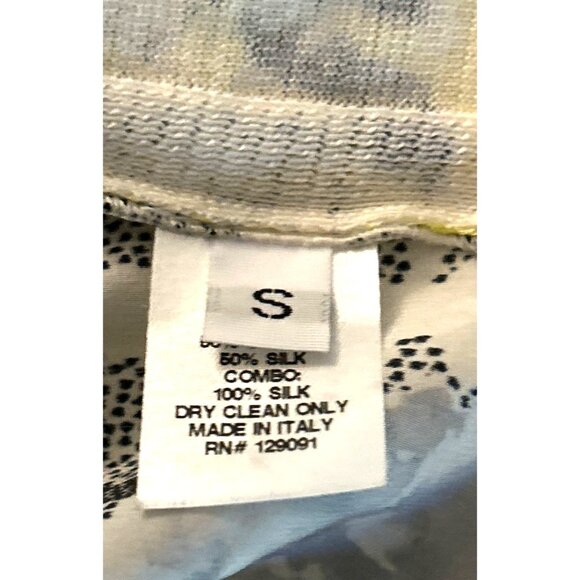 S
50% SILK
COMBO:
100% SILK
DRY CLEAN ONLY
MADE IN ITALY
RN# 129091